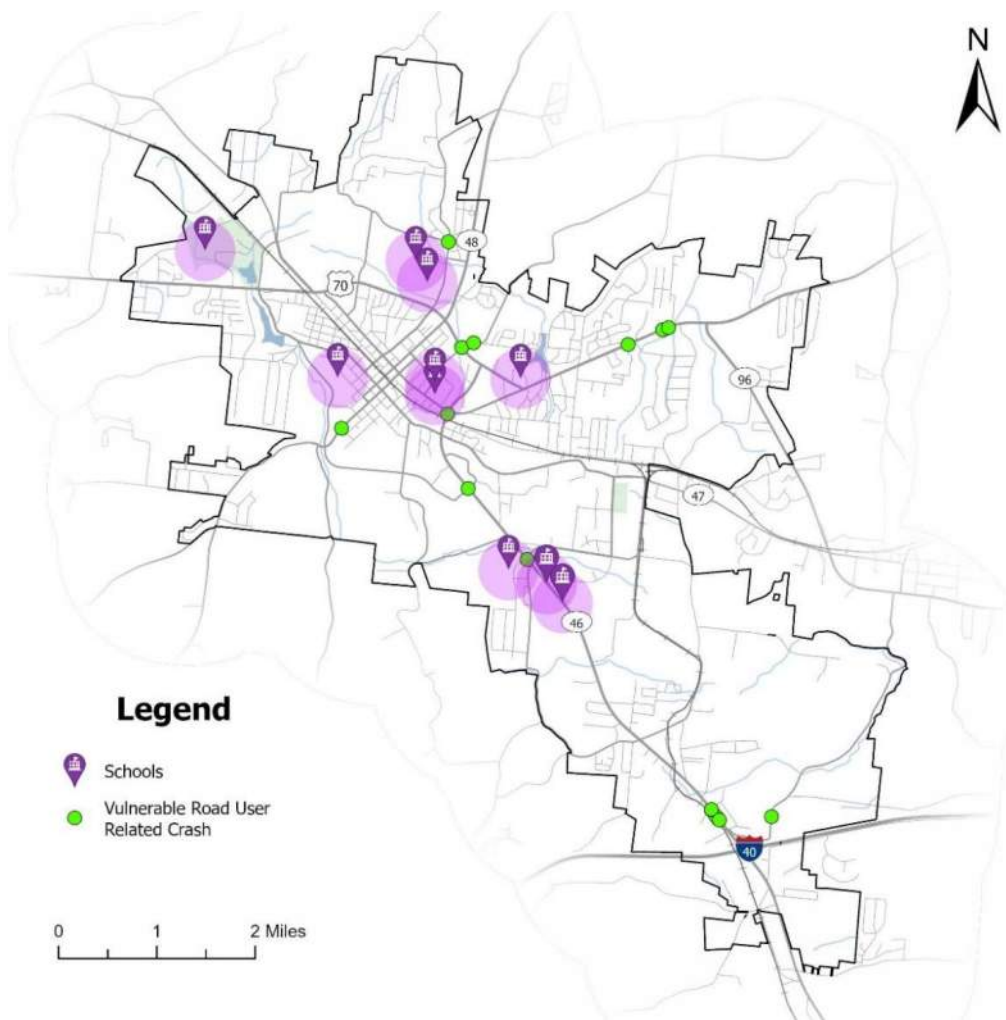 N
48
70
96
47
46
40
Legend
Schools
Vulnerable Road User
Related Crash
0 1 2 Miles